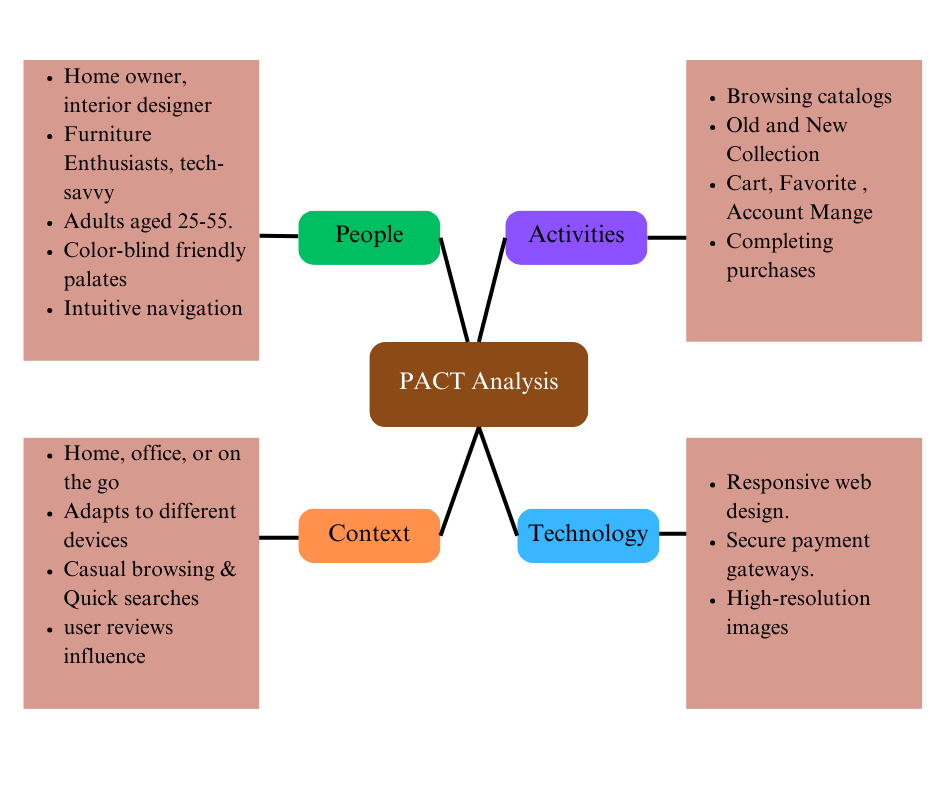 • Home owner,
interior designer
• Furniture
Enthusiasts, tech-
savvy
• Adults aged 25-55.
• Color-blind friendly
palates
• Intuitive navigation
People
Activities
• Browsing catalogs
• Old and New
Collection
• Cart, Favorite ,
Account Mange
• Completing
purchases
PACT Analysis
• Home, office, or on
the go
• Adapts to different
devices
• Casual browsing &
Quick searches
• user reviews
influence
Context
Technology
• Responsive web
design.
• Secure payment
gateways.
• High-resolution
images